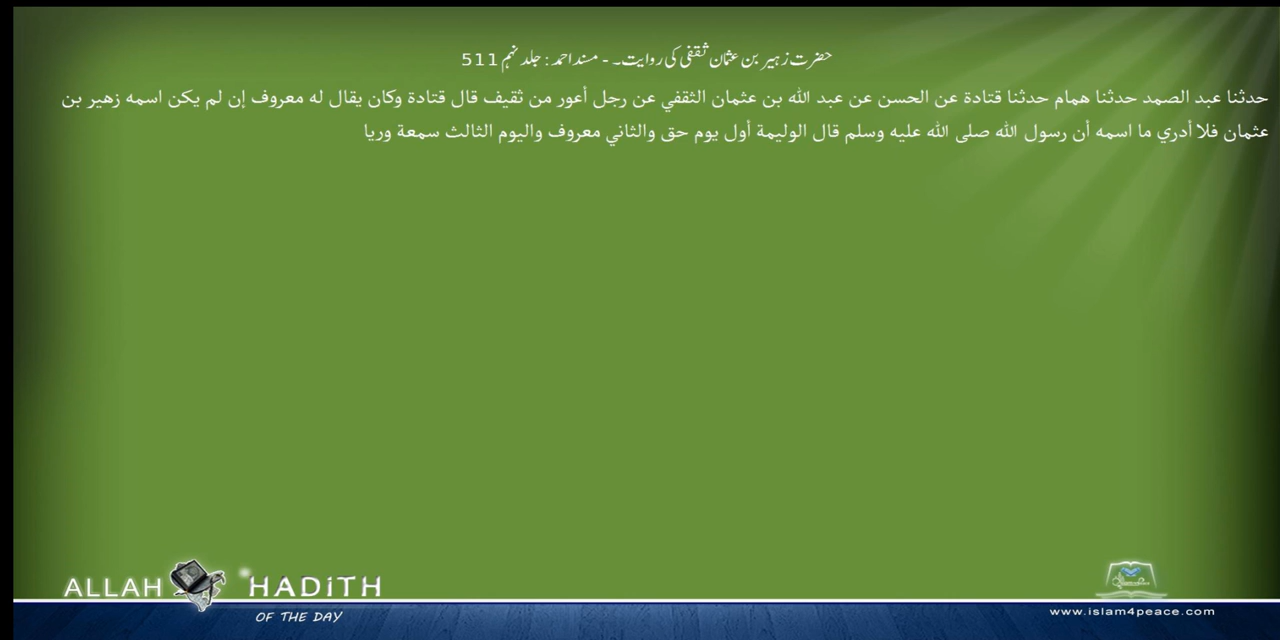 حضرت زہیر بن عثمان ثقفی کی روایت۔ - مسند احمد : جلد نہم 511
حدثنا عبد الصمد حدثنا همام حدثنا قتادة عن الحسن عن عبد الله بن عثمان الثقفي عن رجل أعور من ثقيف قال قتادة وكان يقال له معروف إن لم يكن اسمه زهير بن
عثمان فلا أدري ما اسمه أن رسول الله صلى الله عليه وسلم قال الوليمة أول يوم حق والثاني معروف واليوم الثالث سمعة وريا
ALLAH HADITH
OF THE DAY
www.islam4peace.com